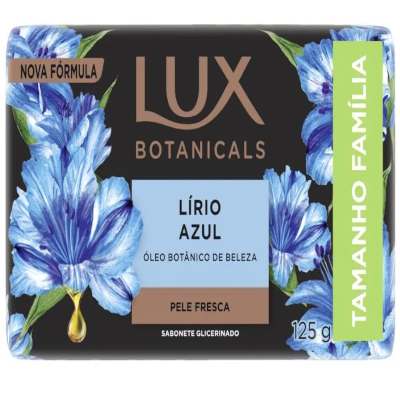 NOVA FÓRMULA
LUX
BOTANICALS
LÍRIO
AZUL
ÓLEO BOTÂNICO DE BELEZA
PELE FRESCA
SABONETE GLICERINADO
125 g
TAMANHO FAMÍLIA